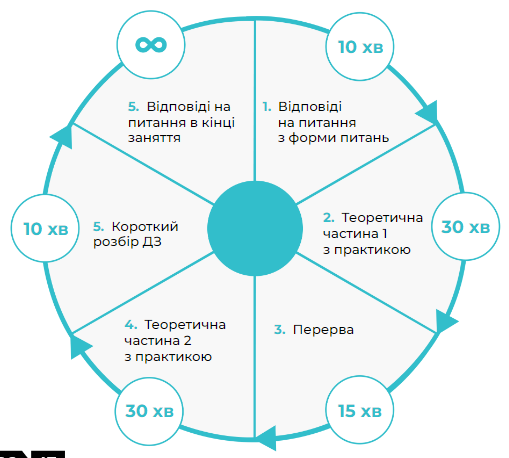 10 хв
1. Відповіді
на питання
з форми питань
30 хв
2. Теоретична
частина 1
з практикою
15 хв
3. Перерва
30 хв
4. Теоретична
частина 2
з практикою
10 хв
5. Короткий
розбір ДЗ
∞
5. Відповіді на
питання в кінці
заняття